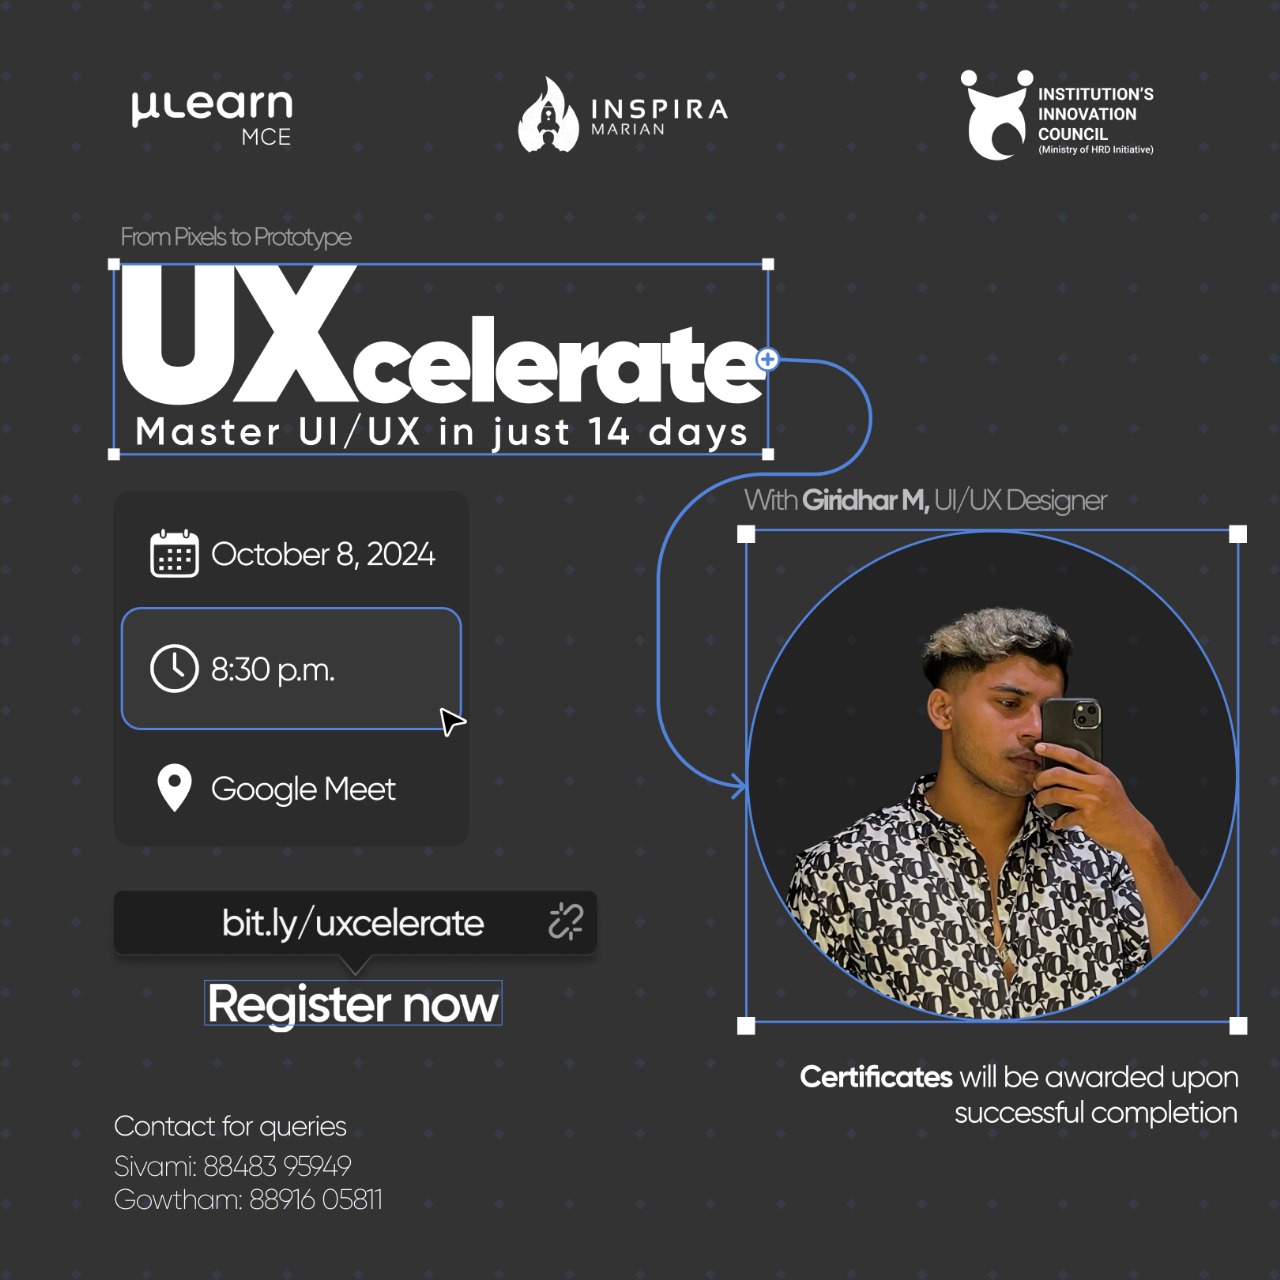 µLearn
MCE
INSPIRA
MARIAN
INSTITUTION'S
INNOVATION
COUNCIL
(Ministry of HRD Initiative)
From Pixels to Prototype
UXcelerate
Master UI/UX in just 14 days
With Giridhar M, UI/UX Designer
October 8, 2024
8:30 p.m.
Google Meet
bit.ly/uxcelerate
Register now
Certificates will be awarded upon
successful completion
Contact for queries
Sivami: 88483 95949
Gowtham: 88916 05811